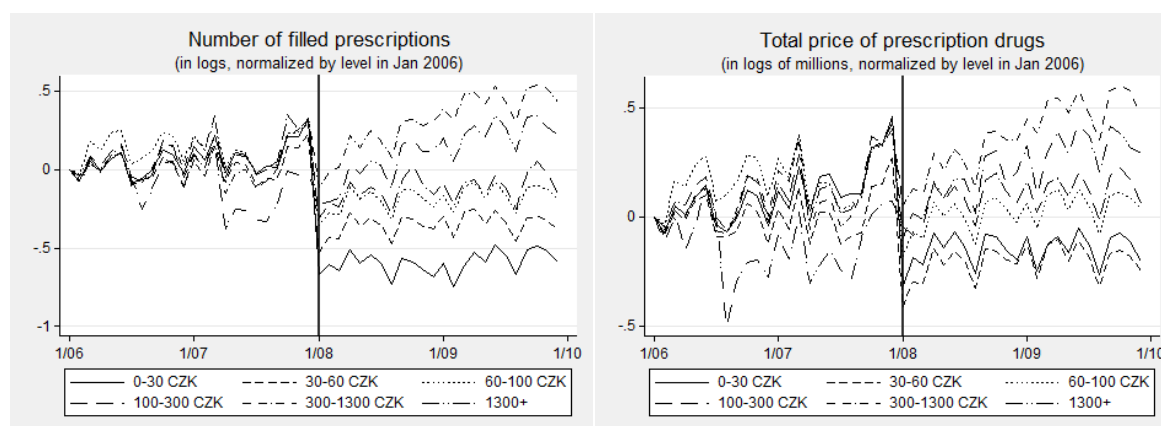 Number of filled prescriptions
(in logs, normalized by level in Jan 2006)
.5
0
-.5
-1
1/06 1/07 1/08 1/09 1/10
0-30 CZK 30-60 CZK 60-100 CZK
100-300 CZK 300-1300 CZK 1300+
Total price of prescription drugs
(in logs of millions, normalized by level in Jan 2006)
.5
0
-.5
1/06 1/07 1/08 1/09 1/10
0-30 CZK 30-60 CZK 60-100 CZK
100-300 CZK 300-1300 CZK 1300+